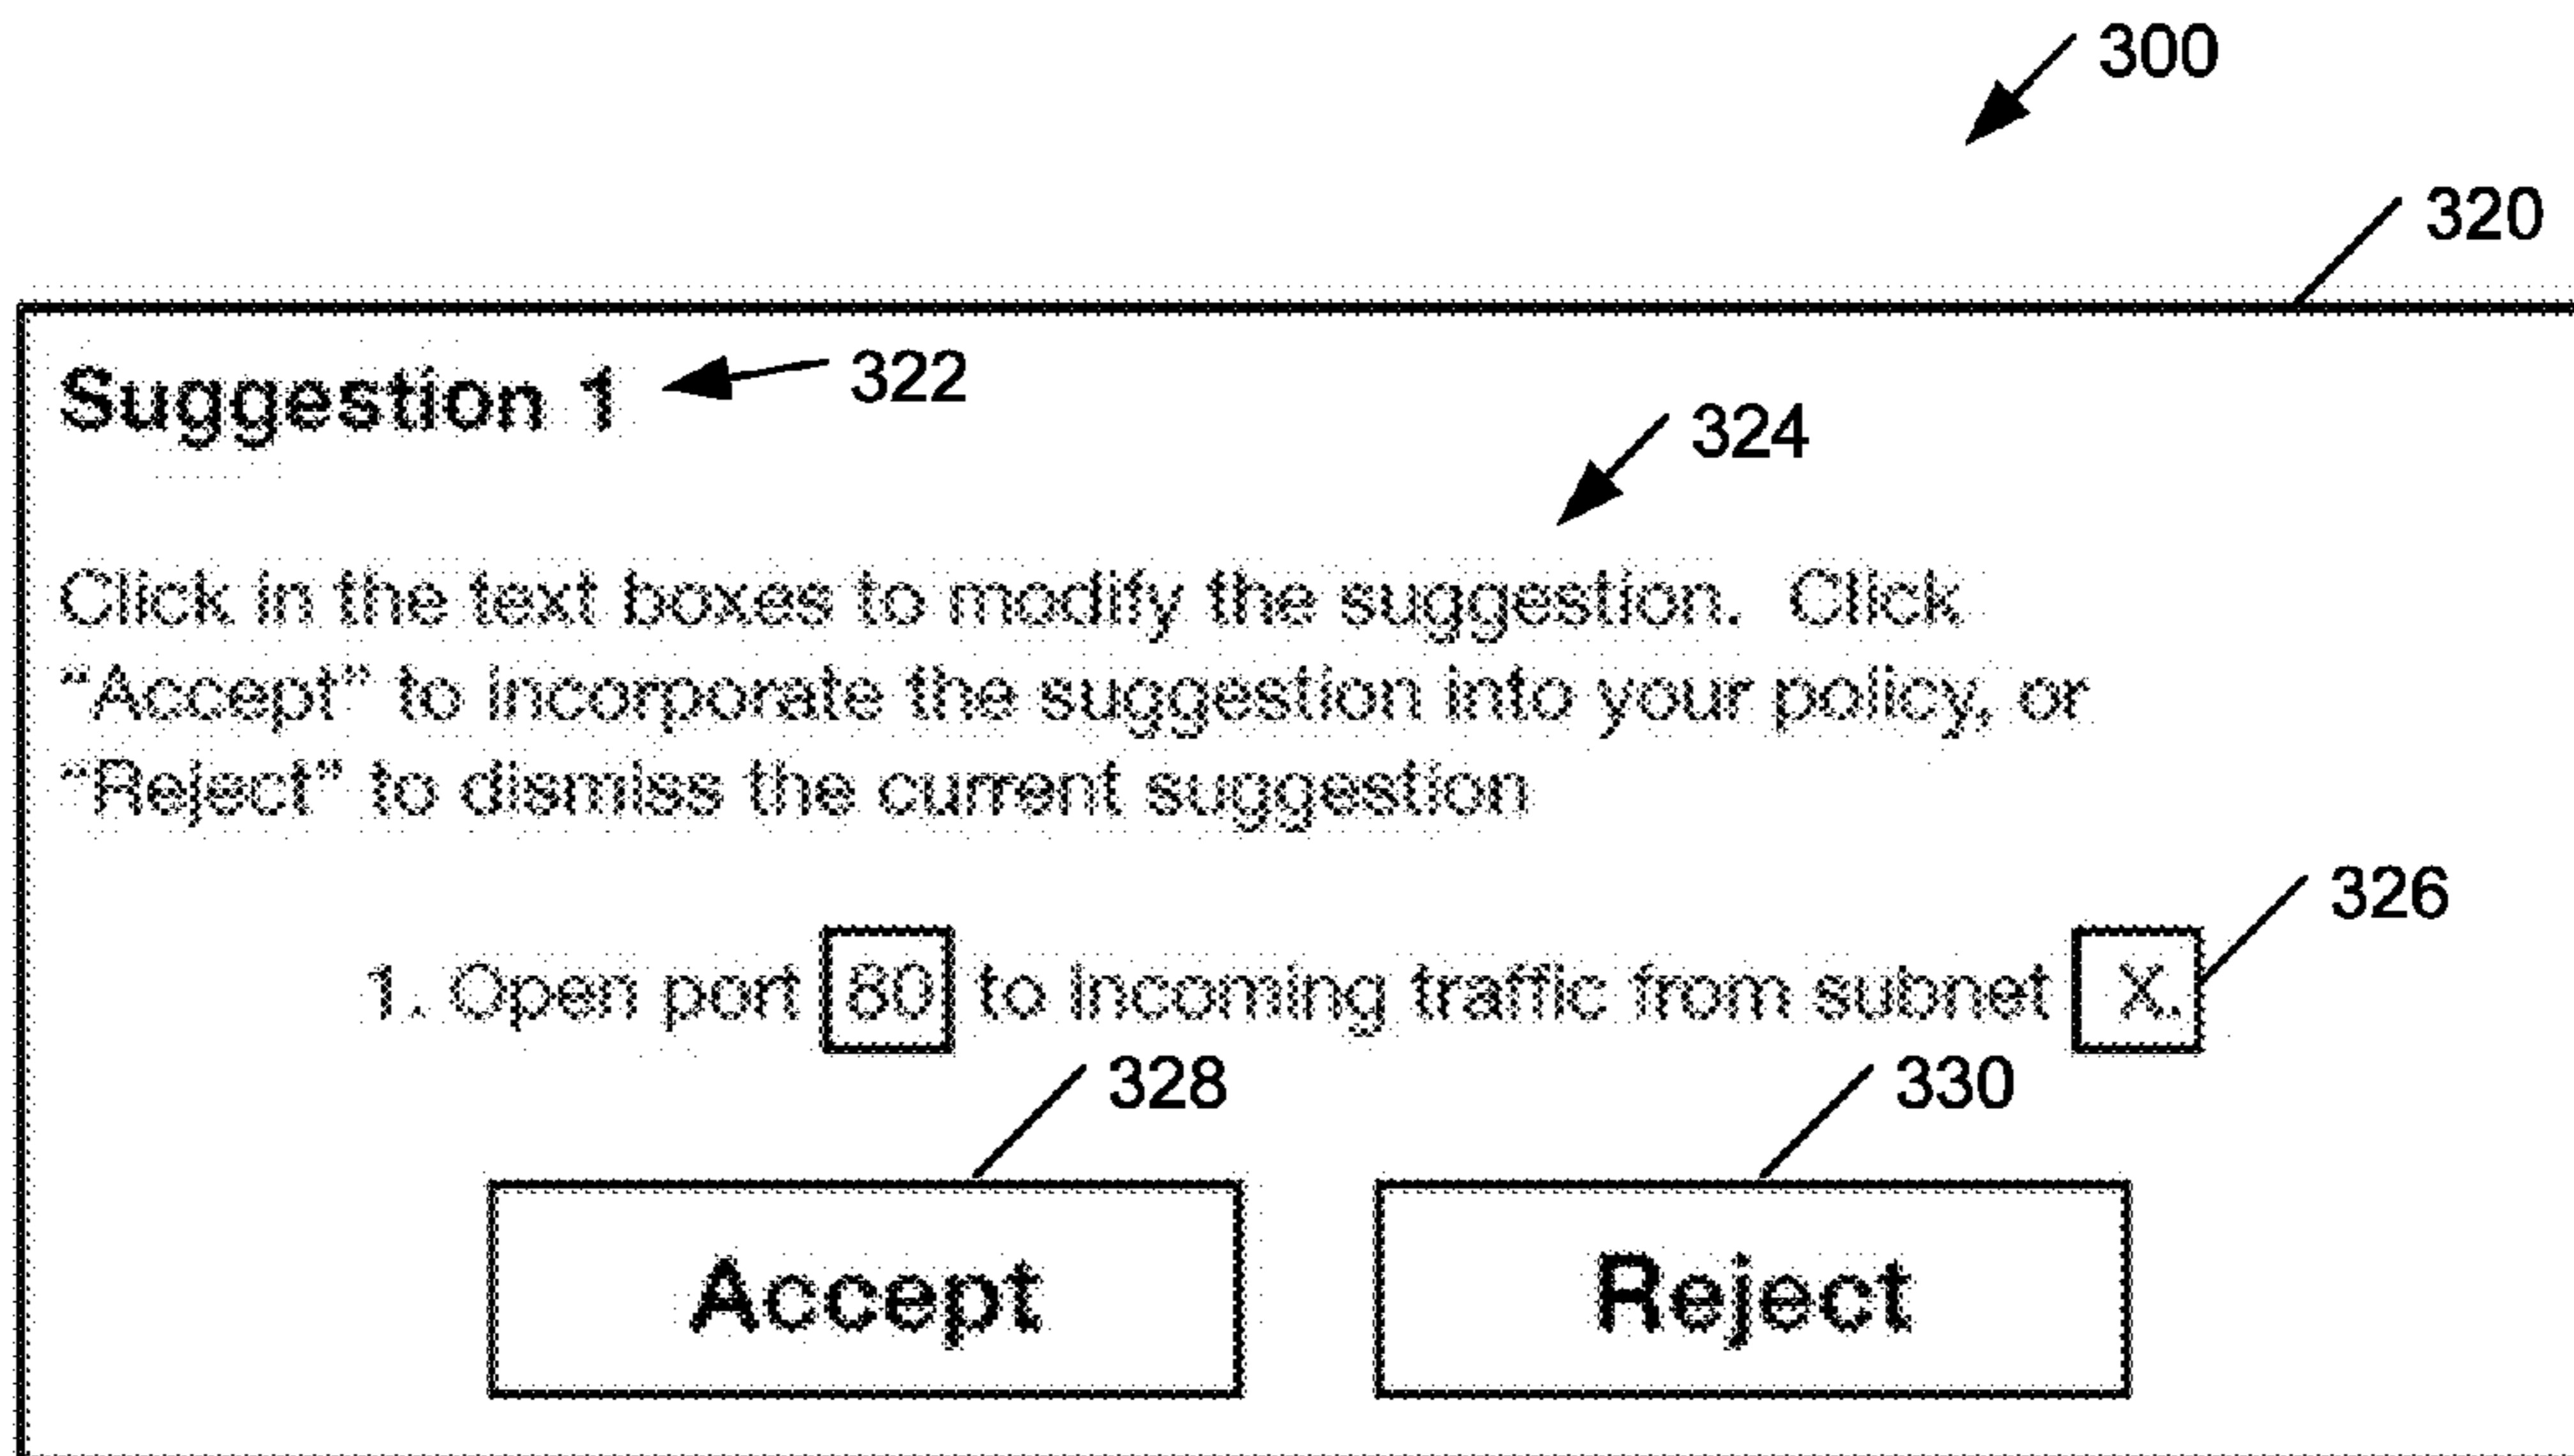 300
320
Suggestion 1 322
324
Click in the text boxes to modify the suggestion. Click
“Accept” to incorporate the suggestion into your policy, or
“Reject” to dismiss the current suggestion
326
1. Open port 80 to incoming traffic from subnet X.
328 330
Accept Reject